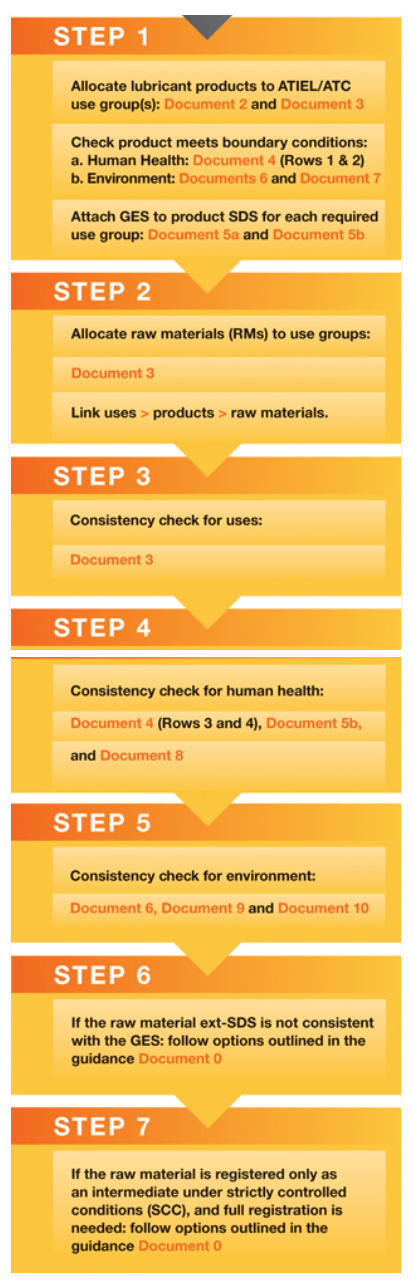 STEP 1
Allocate lubricant products to ATIEL/ATC
use group(s): Document 2 and Document 3
Check product meets boundary conditions:
a. Human Health: Document 4 (Rows 1 & 2)
b. Environment: Documents 6 and Document 7
Attach GES to product SDS for each required
use group: Document 5a and Document 5b
STEP 2
Allocate raw materials (RMs) to use groups:
Document 3
Link uses > products > raw materials.
STEP 3
Consistency check for uses:
Document 3
STEP 4
Consistency check for human health:
Document 4 (Rows 3 and 4), Document 5b,
and Document 8
STEP 5
Consistency check for environment:
Document 6, Document 9 and Document 10
STEP 6
If the raw material ext-SDS is not consistent
with the GES: follow options outlined in the
guidance Document 0
STEP 7
If the raw material is registered only as
an intermediate under strictly controlled
conditions (SCC), and full registration is
needed: follow options outlined in the
guidance Document 0